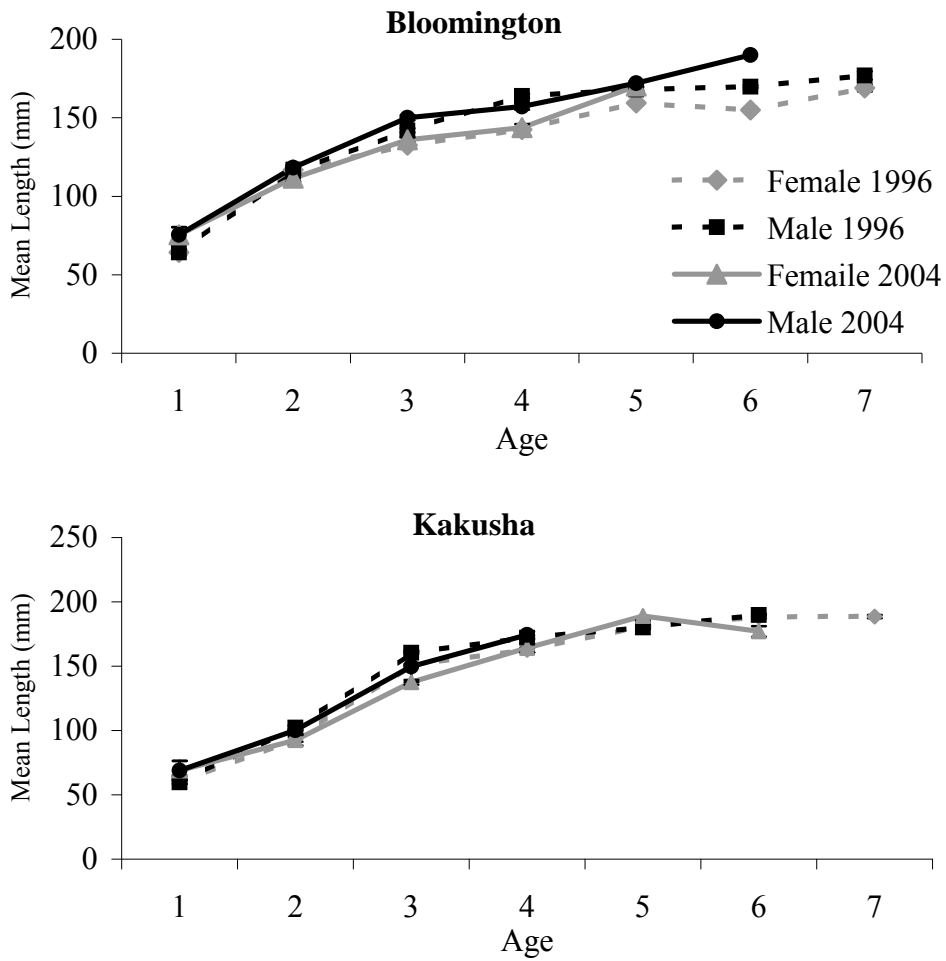 Bloomington
200
150
100
50
0
Mean Length (mm)
1 2 3 4 5 6 7
Age
Female 1996
Male 1996
Femaile 2004
Male 2004
Kakusha
250
200
150
100
50
0
Mean Length (mm)
1 2 3 4 5 6 7
Age